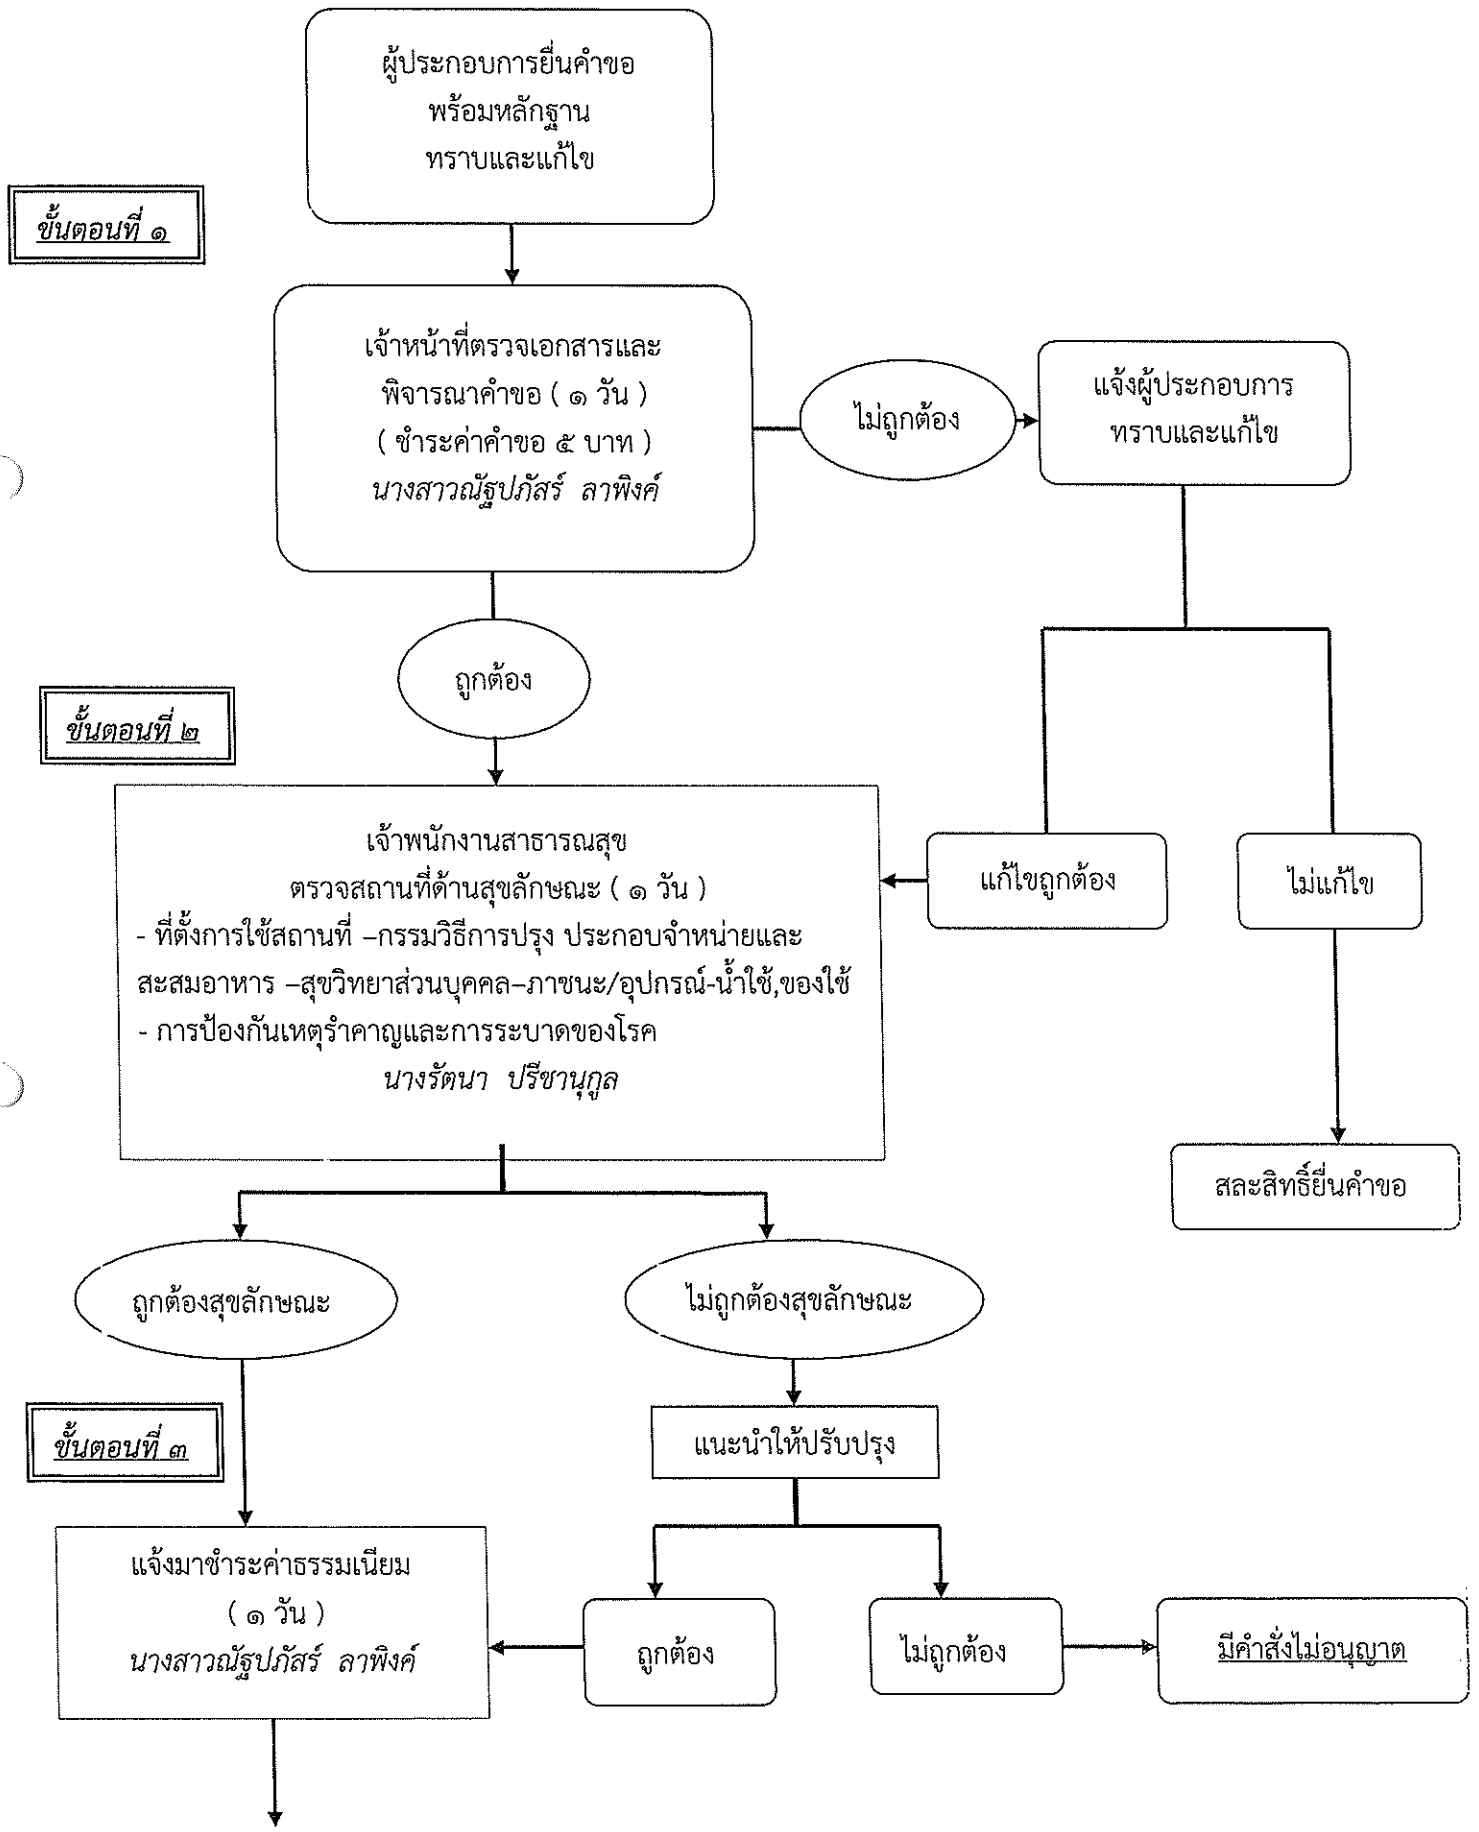 ผู้ประกอบการยื่นคำขอ
พร้อมหลักฐาน
ทราบและแก้ไข
ขั้นตอนที่ ๑
เจ้าหน้าที่ตรวจเอกสารและ
พิจารณาคำขอ ( ๑ วัน )
( ชำระค่าคำขอ ๕ บาท )
นางสาวณัฐปภัสร์ ลาพิงค์
ไม่ถูกต้อง
แจ้งผู้ประกอบการ
ทราบและแก้ไข
ถูกต้อง
ขั้นตอนที่ ๒
เจ้าพนักงานสาธารณสุข
ตรวจสถานที่ด้านสุขลักษณะ ( ๑ วัน )
- ที่ตั้งการใช้สถานที่ –กรรมวิธีการปรุง ประกอบจำหน่ายและ
สะสมอาหาร –สุขวิทยาส่วนบุคคล–ภาชนะ/อุปกรณ์-น้ำใช้,ของใช้
- การป้องกันเหตุรำคาญและการระบาดของโรค
นางรัตนา ปรีชานุกูล
แก้ไขถูกต้อง
ไม่แก้ไข
สละสิทธิ์ยื่นคำขอ
ถูกต้องสุขลักษณะ
ไม่ถูกต้องสุขลักษณะ
ขั้นตอนที่ ๓
แนะนำให้ปรับปรุง
แจ้งมาชำระค่าธรรมเนียม
( ๑ วัน )
นางสาวณัฐปภัสร์ ลาพิงค์
ถูกต้อง
ไม่ถูกต้อง
มีคำสั่งไม่อนุญาต